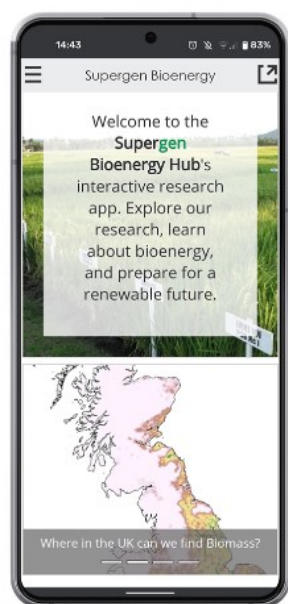 14:43
83%
Supergen Bioenergy
Welcome to the
Supergen
Bioenergy Hub's
interactive research
app. Explore our
research, learn
about bioenergy,
and prepare for a
renewable future.
Where in the UK can we find Biomass?